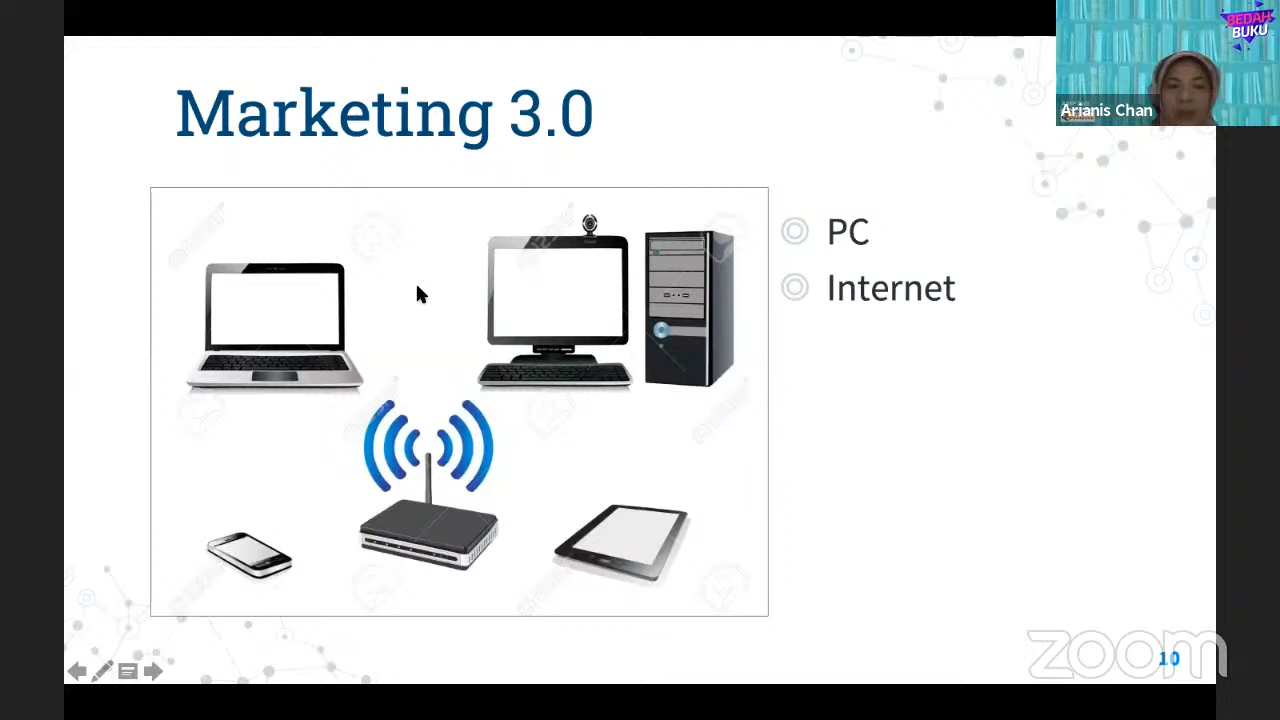 BEDAH
BUKU
Arianis Chan
Marketing 3.0
PC
Internet
zoom
10